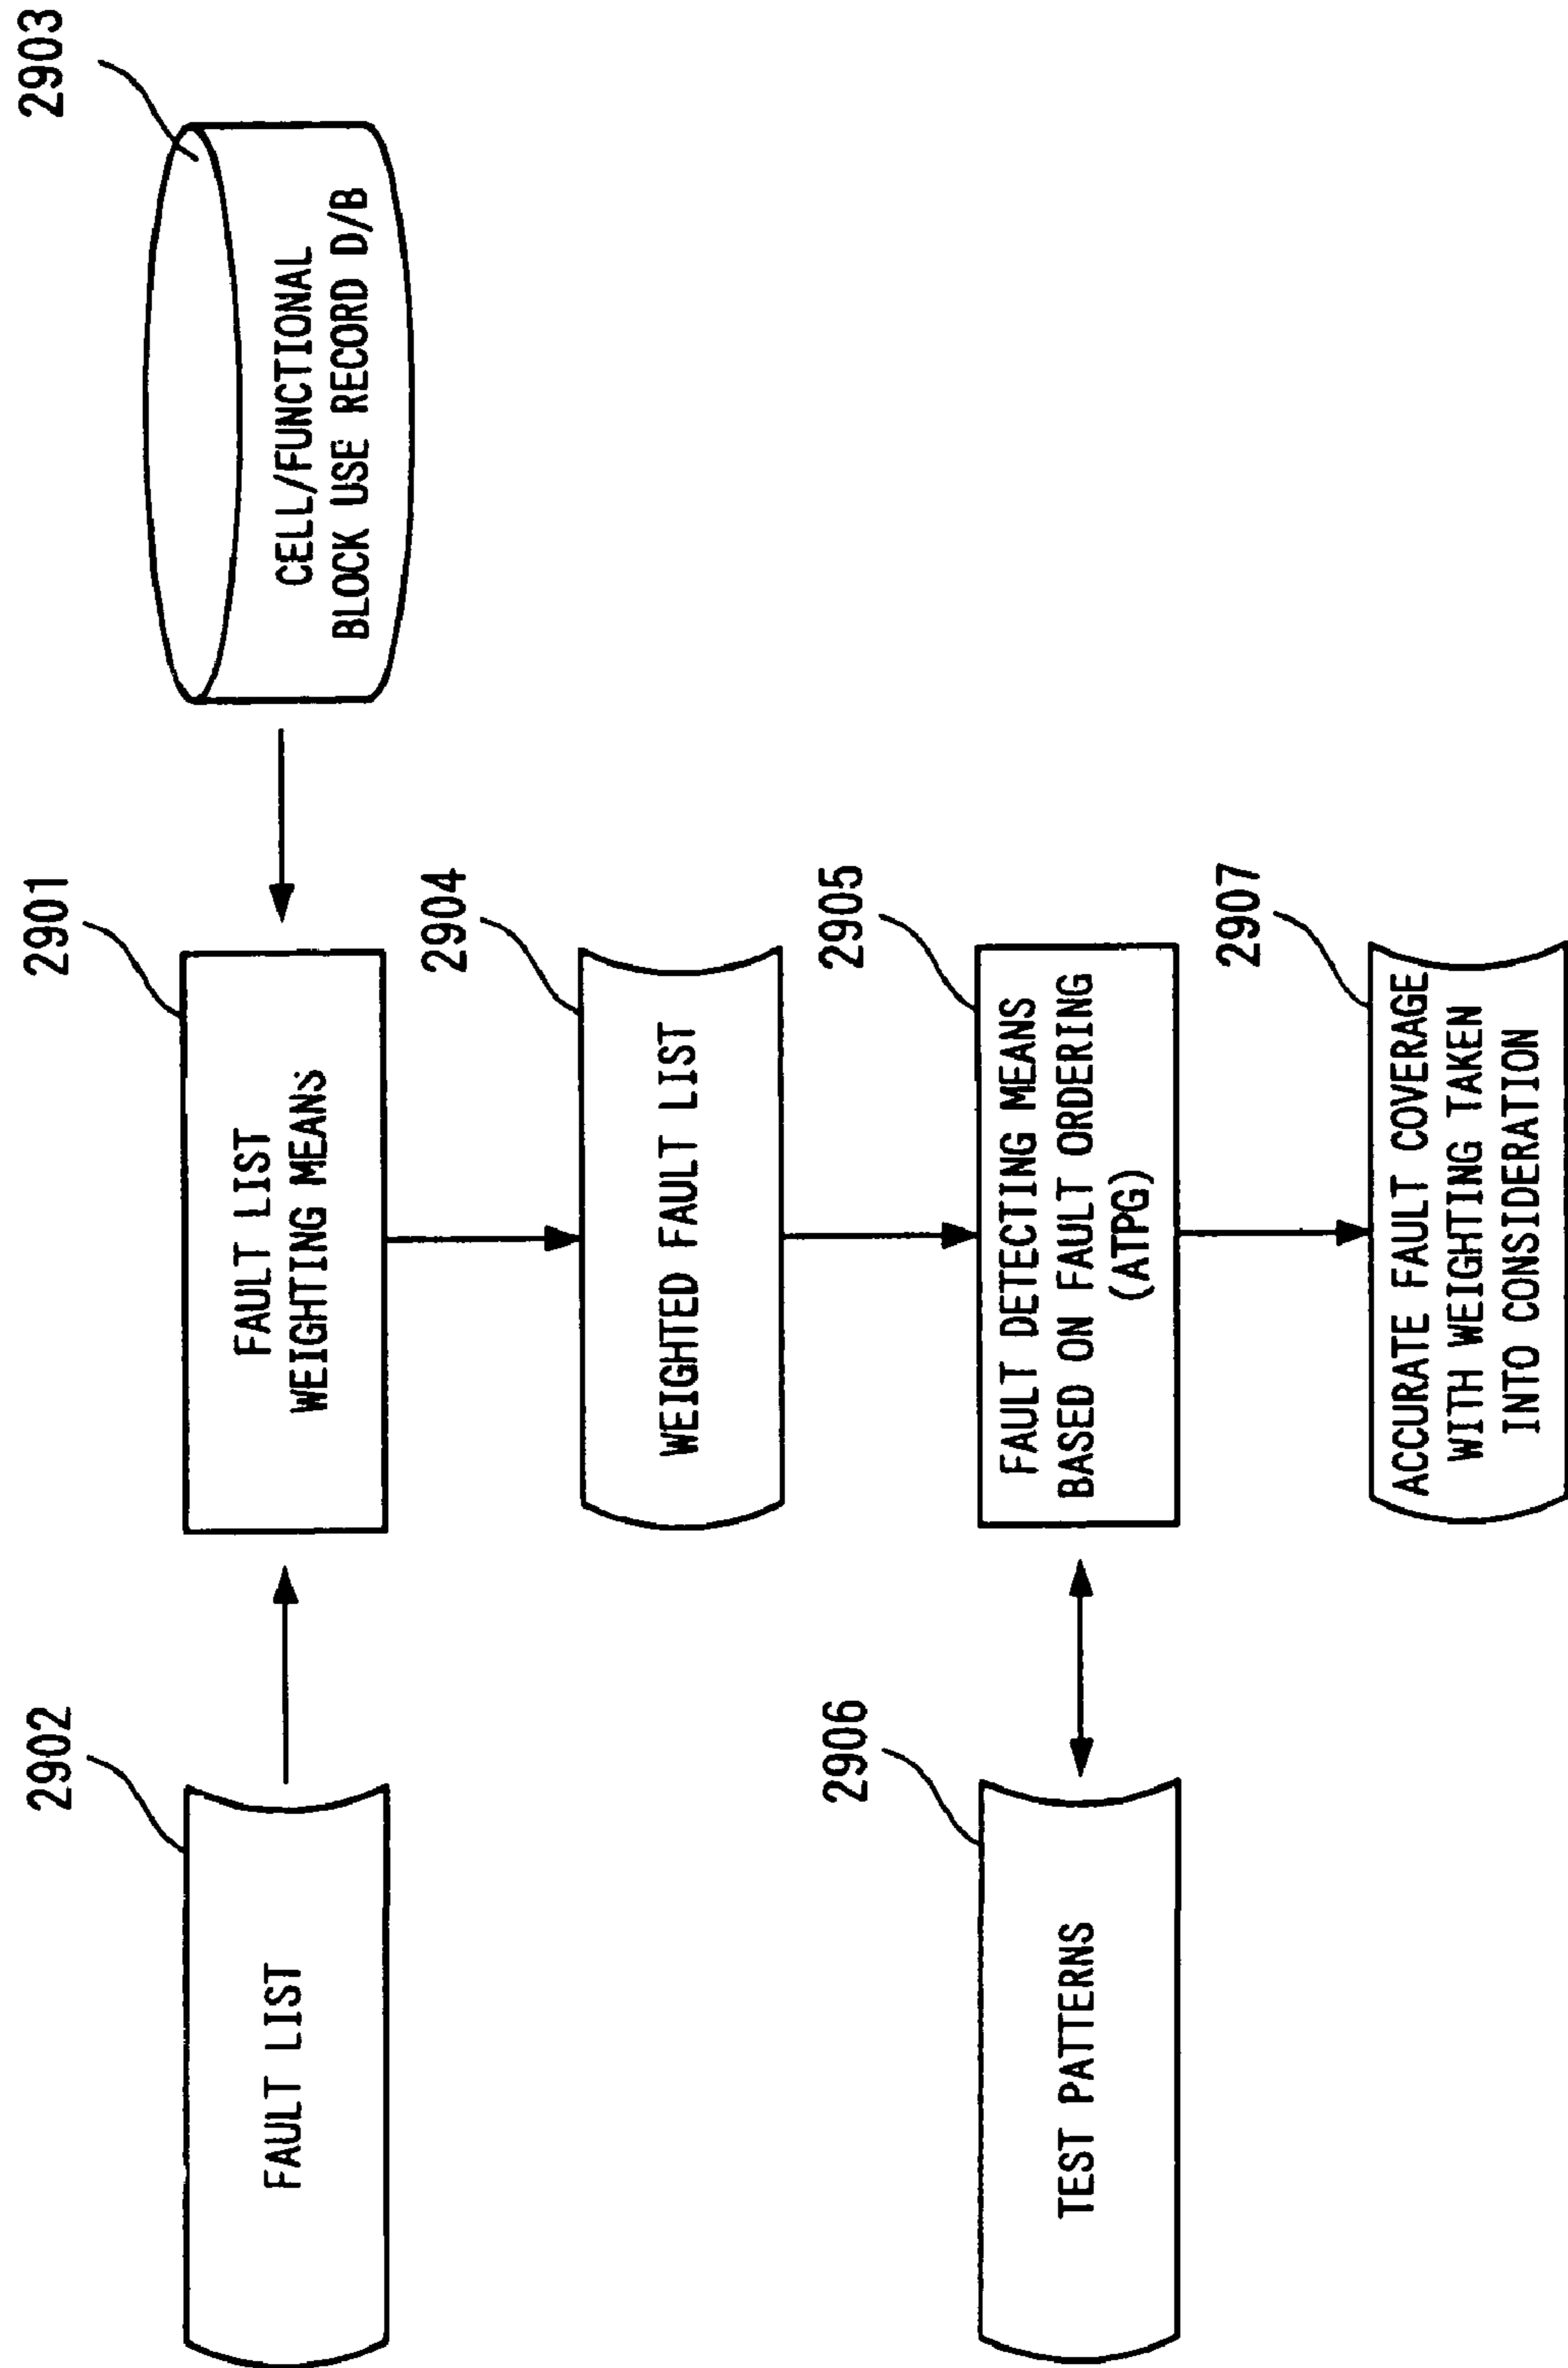 2902
FAULT LIST
2901
FAULT LIST
WEIGHTING MEANS
2903
CELL/FUNCTIONAL
BLOCK USE RECORD D/B
2904
WEIGHTED FAULT LIST
2906
TEST PATTERNS
2905
FAULT DETECTING MEANS
BASED ON FAULT ORDERING
(ATPG)
2907
ACCURATE FAULT COVERAGE
WITH WEIGHTING TAKEN
INTO CONSIDERATION